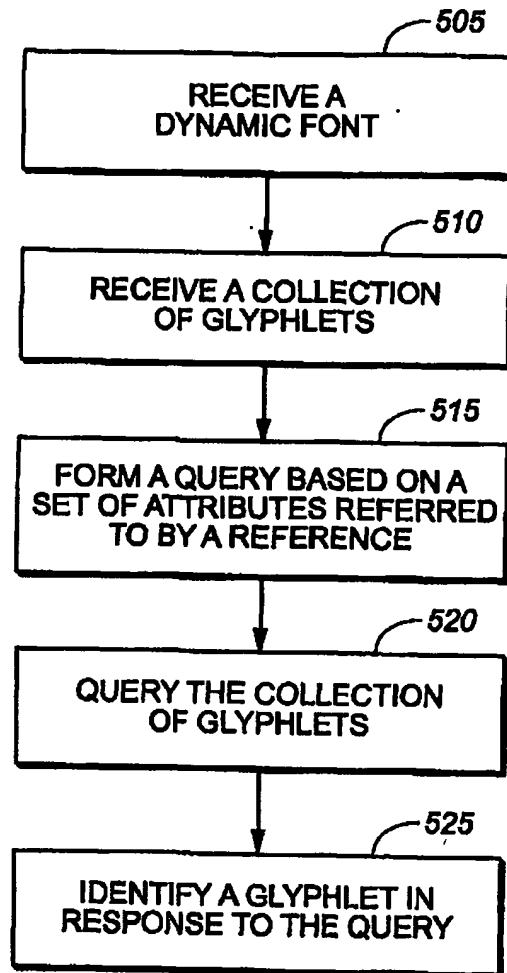 505
RECEIVE A
DYNAMIC FONT
510
RECEIVE A COLLECTION
OF GLYPHLETS
515
FORM A QUERY BASED ON A
SET OF ATTRIBUTES REFERRED
TO BY A REFERENCE
520
QUERY THE COLLECTION
OF GLYPHLETS
525
IDENTIFY A GLYPHLET IN
RESPONSE TO THE QUERY